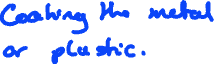 Coating the metal
or plastic.